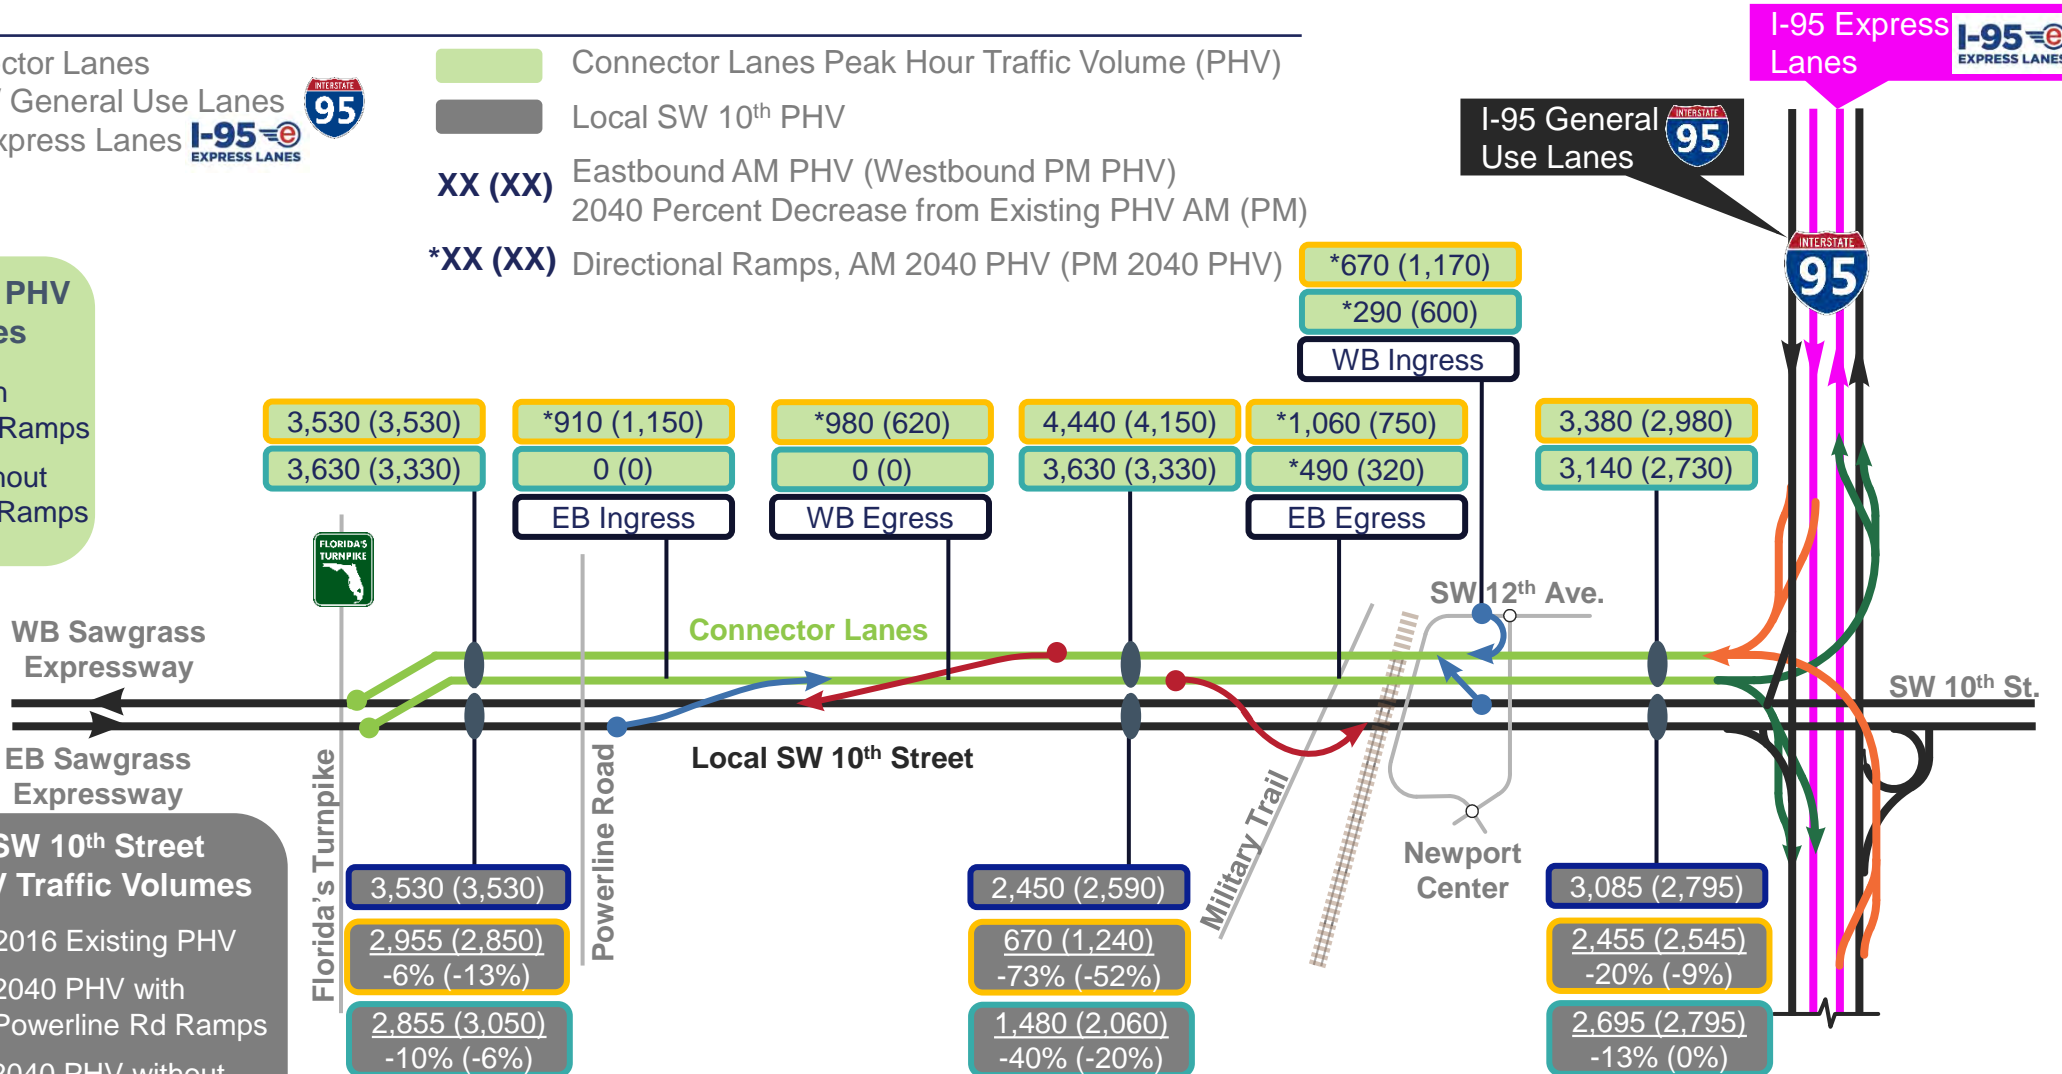 I-95 Express
Lanes
I-95 e
EXPRESS LANES
ctor Lanes
General Use Lanes
INTERSTATE
95
xpress Lanes
I-95 e
EXPRESS LANES
Connector Lanes Peak Hour Traffic Volume (PHV)
Local SW 10th PHV
XX (XX)
Eastbound AM PHV (Westbound PM PHV)
2040 Percent Decrease from Existing PHV AM (PM)
*XX (XX)
Directional Ramps, AM 2040 PHV (PM 2040 PHV)
I-95 General
Use Lanes
INTERSTATE
95
INTERSTATE
95
PHV
es
n
Ramps
hout
Ramps
*670 (1,170)
*290 (600)
WB Ingress
3,530 (3,530)
3,630 (3,330)
*910 (1,150)
0 (0)
EB Ingress
*980 (620)
0 (0)
WB Egress
4,440 (4,150)
3,630 (3,330)
*1,060 (750)
*490 (320)
EB Egress
3,380 (2,980)
3,140 (2,730)
FLORIDA'S
TURNPIKE
SW 12th Ave.
WB Sawgrass
Expressway
Connector Lanes
SW 10th St.
EB Sawgrass
Expressway
Local SW 10th Street
Florida's Turnpike
Powerline Road
Military Trail
Newport
Center
SW 10th Street
V Traffic Volumes
2016 Existing PHV
2040 PHV with
Powerline Rd Ramps
2040 PHV without
3,530 (3,530)
2,955 (2,850)
-6% (-13%)
2,855 (3,050)
-10% (-6%)
2,450 (2,590)
670 (1,240)
-73% (-52%)
1,480 (2,060)
-40% (-20%)
3,085 (2,795)
2,455 (2,545)
-20% (-9%)
2,695 (2,795)
-13% (0%)